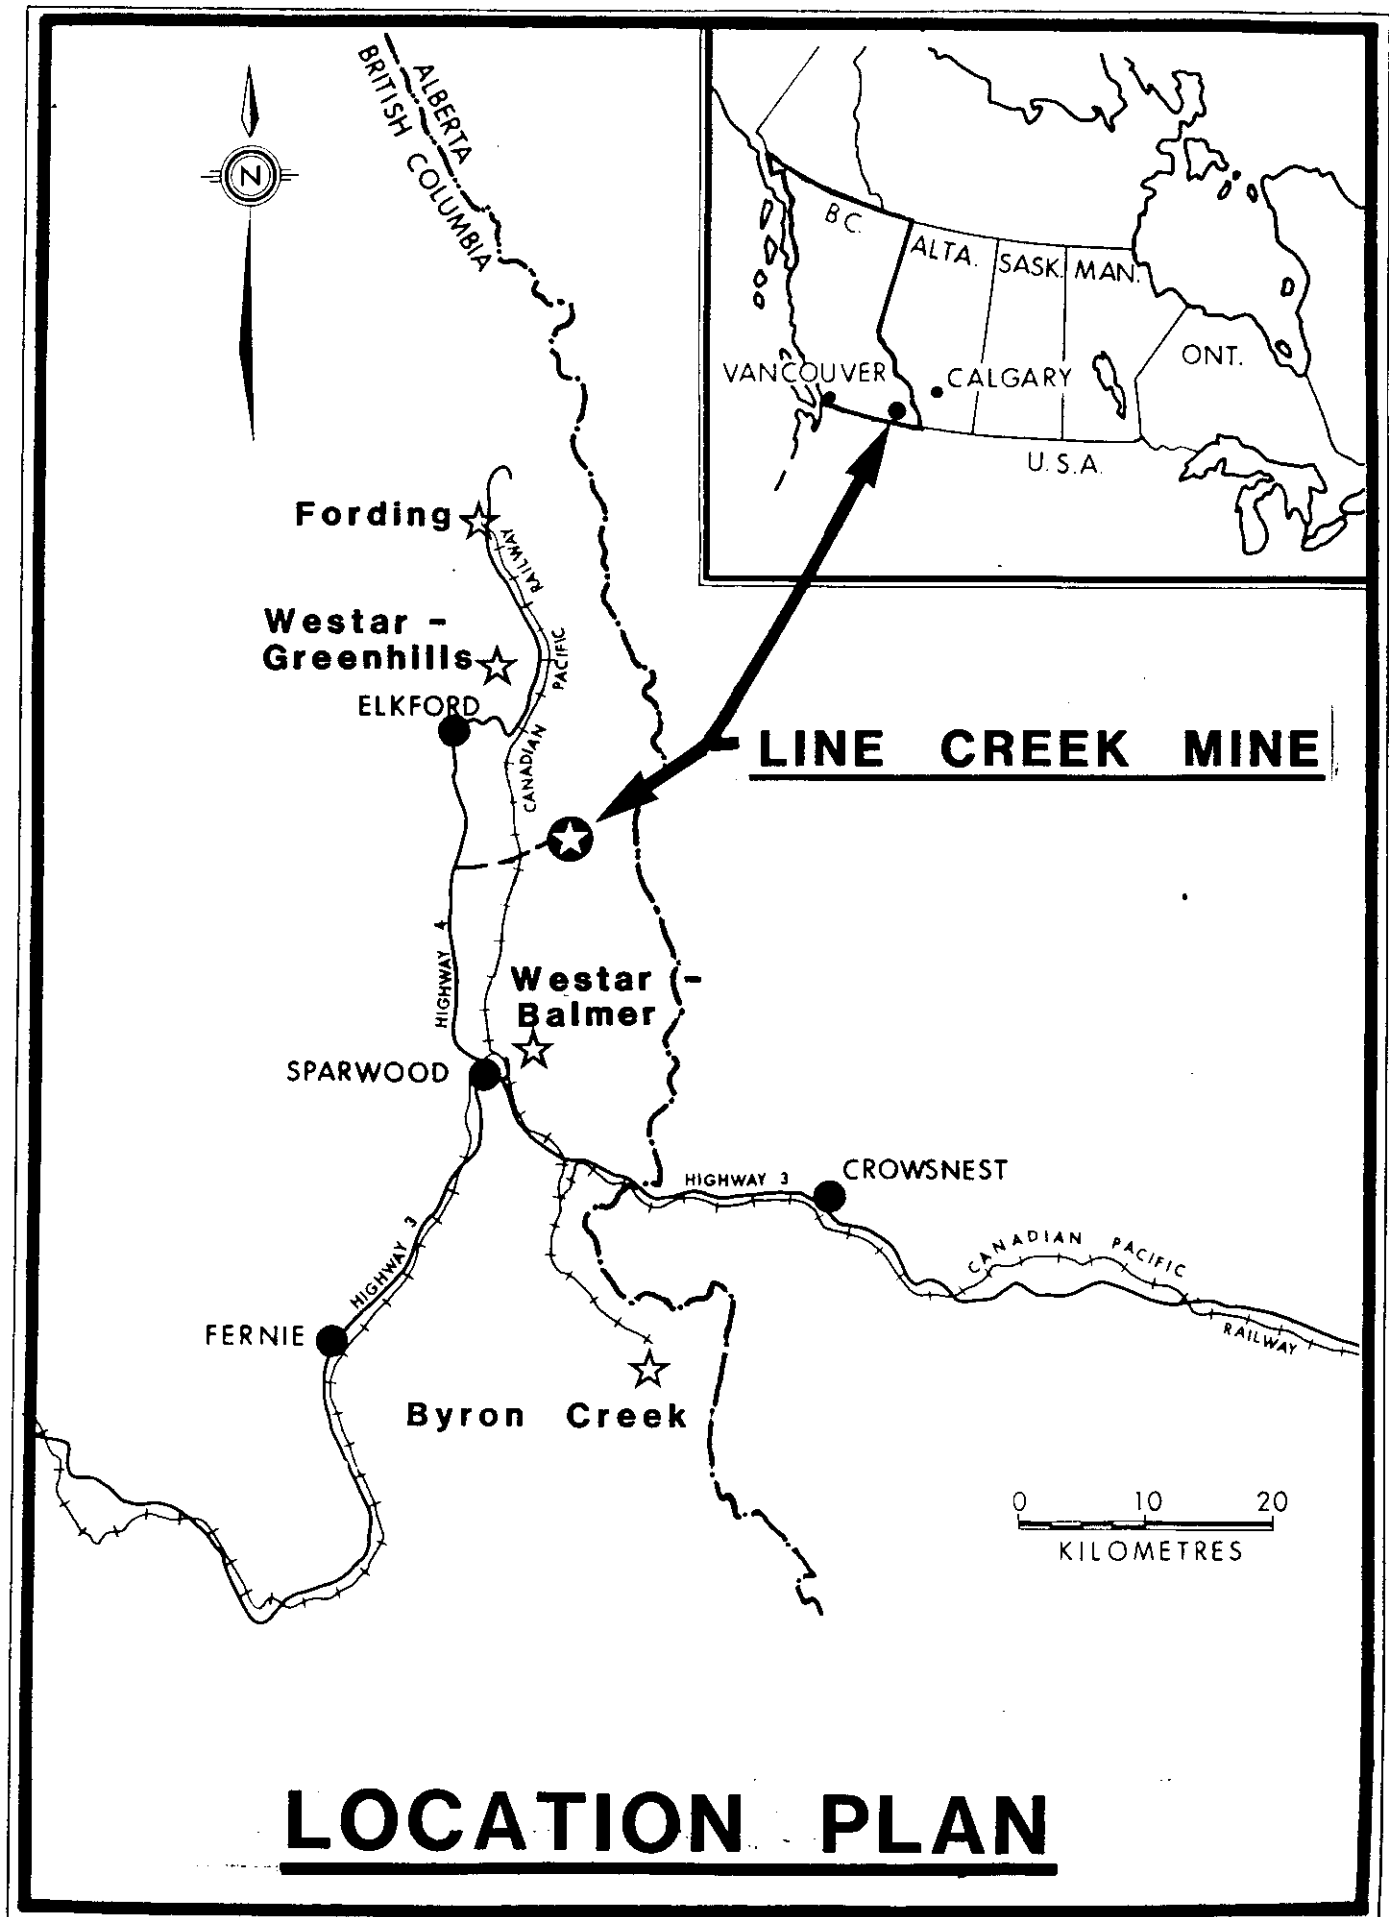 ALBERTA
BRITISH COLUMBIA
N
B.C.
ALTA.
SASK.
MAN.
ONT.
VANCOUVER
CALGARY
U.S.A.
Fording
RAILWAY
Westar -
Greenhills
PACIFIC
ELKFORD
CANADIAN
LINE CREEK MINE
HIGHWAY 4
Westar -
Balmer
SPARWOOD
CROWSNEST
HIGHWAY 3
HIGHWAY 3
CANADIAN PACIFIC
RAILWAY
FERNIE
Byron Creek
0 10 20
KILOMETRES
LOCATION PLAN